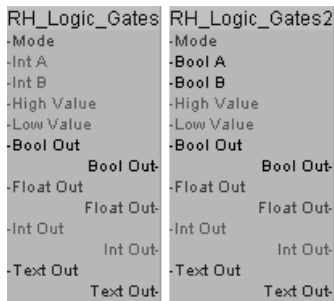 RH_Logic_Gates
-Mode
-Int A
-Int B
-High Value
-Low Value
-Bool Out
Bool Out-
-Float Out
Float Out-
-Int Out
Int Out-
-Text Out
Text Out-
RH_Logic_Gates2
-Mode
-Bool A
-Bool B
-High Value
-Low Value
-Bool Out
Bool Out-
-Float Out
Float Out-
-Int Out
Int Out-
-Text Out
Text Out-